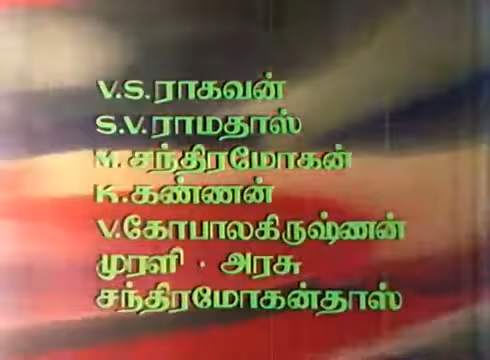 V.S.ராகவன்
S.V.ராமதாஸ்
M.சந்திரமோகன்
K.கண்ணன்
V.கோபாலகிருஷ்ணன்
முரளி · அரசு
சந்திரமோகன்தாஸ்